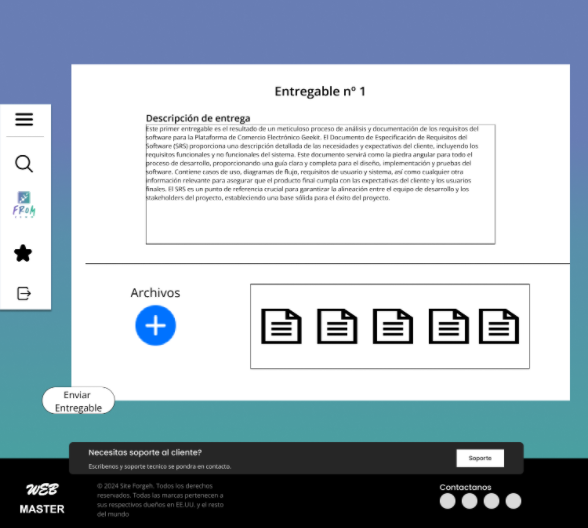 Entregable nº 1
Descripción de entrega
Este primer entregable es el resultado de un meticuloso proceso de análisis y documentación de los requisitos del
software para la Plataforma de Comercio Electrónico Geekit. El Documento de Especificación de Requisitos del
Software (SRS) proporciona una descripción detallada de las necesidades y expectativas del cliente, incluyendo los
requisitos funcionales y no funcionales del sistema. Este documento servirá como la piedra angular para todo el
proceso de desarrollo, proporcionando una guía clara y completa para el diseño, implementación y pruebas del
software. Contiene casos de uso, diagramas de flujo, requisitos de usuario y sistema, así como cualquier otra
información relevante para asegurar que el producto final cumpla con las expectativas del cliente y los usuarios
finales. El SRS es un punto de referencia crucial para garantizar la alineación entre el equipo de desarrollo y los
stakeholders del proyecto, estableciendo una base sólida para el éxito del proyecto.
Archivos
Enviar
Entregable
Necesitas soporte al cliente?
Escribenos y soporte tecnico se pondra en contacto.
Soporte
WEB
MASTER
© 2024 Site Forgeh. Todos los derechos
reservados. Todas las marcas pertenecen a
sus respectivos dueños en EE.UU. y el resto
del mundo
Contactanos